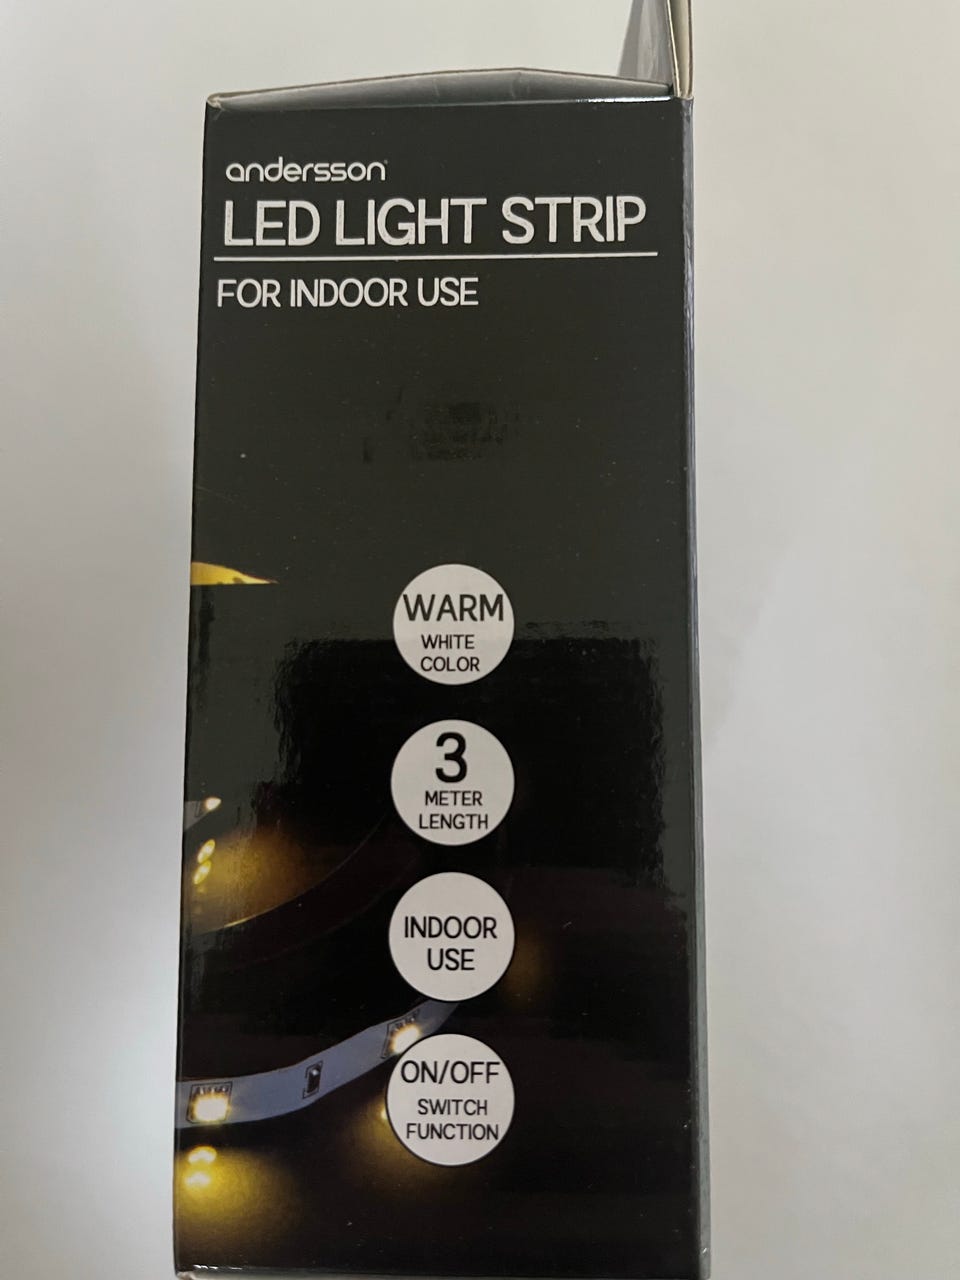 andersson
LED LIGHT STRIP
FOR INDOOR USE
WARM
WHITE
COLOR
3
METER
LENGTH
INDOOR
USE
ON/OFF
SWITCH
FUNCTION